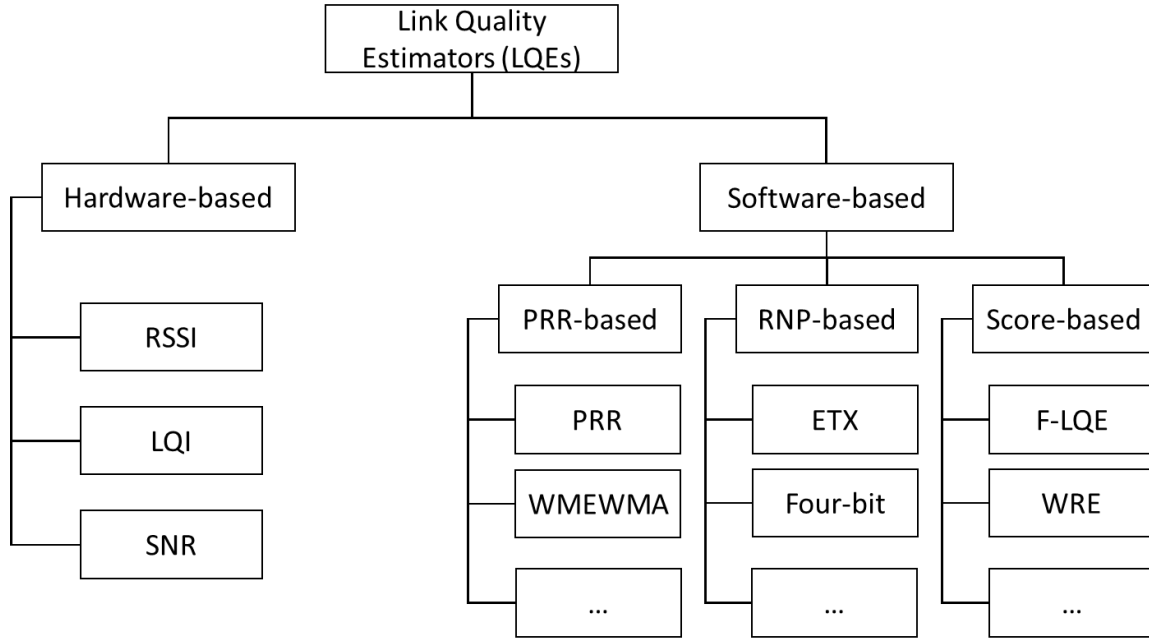 Link Quality
Estimators (LQEs)
Hardware-based
Software-based
RSSI
LQI
SNR
PRR-based
RNP-based
Score-based
PRR
ETX
F-LQE
WMEWMA
Four-bit
WRE
...
...
...